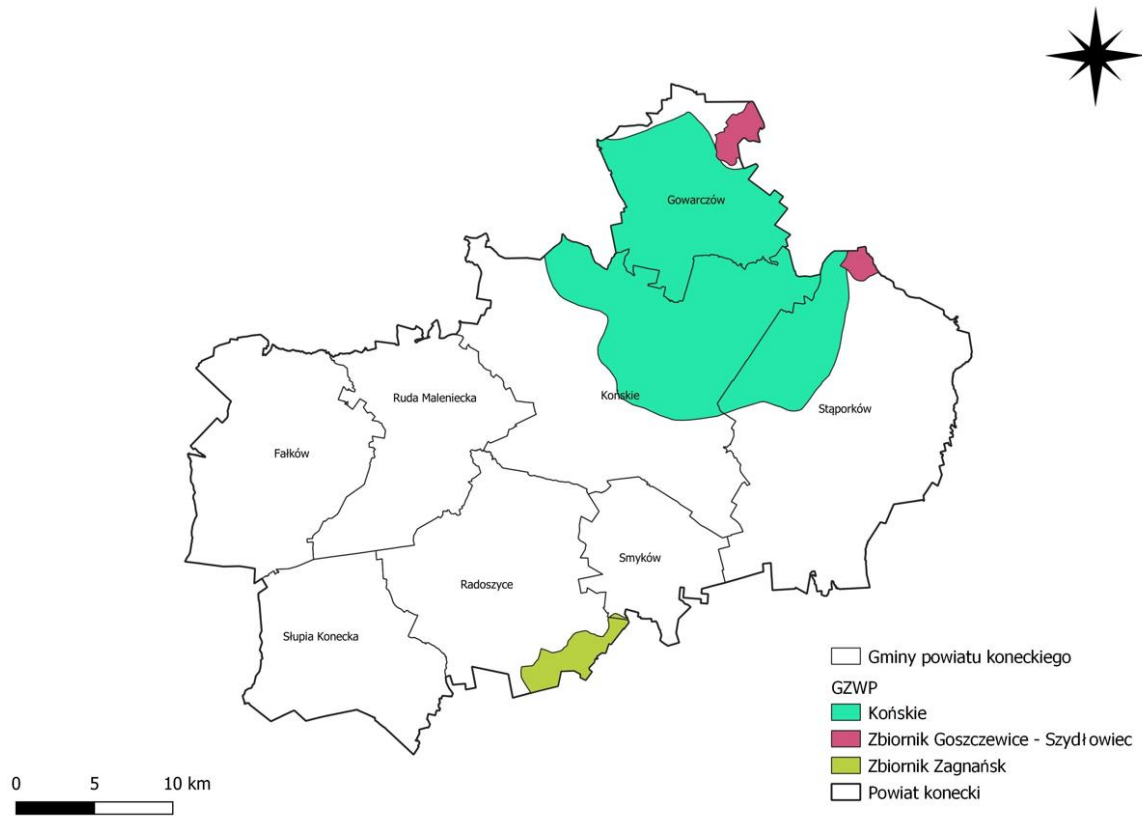 Gowarczów
Końskie
Ruda Maleniecka
Stąporków
Fałków
Smyków
Radoszyce
Słupia Konecka
Gminy powiatu koneckiego
GZWP
Końskie
Zbiornik Goszczewice - Szydłowiec
Zbiornik Zagnańsk
Powiat konecki
0 5 10 km